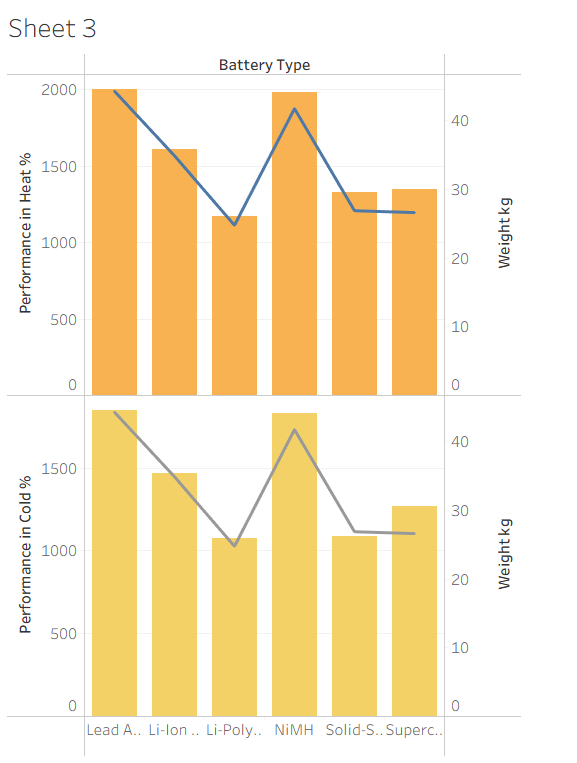 Sheet 3
Battery Type
Performance in Heat %
2000
1500
1000
500
0
40
30
20
10
0
Weight kg
Performance in Cold %
1500
1000
500
0
40
30
20
10
0
Weight kg
Lead A.. Li-Ion .. Li-Poly.. NiMH Solid-S.. Superc..